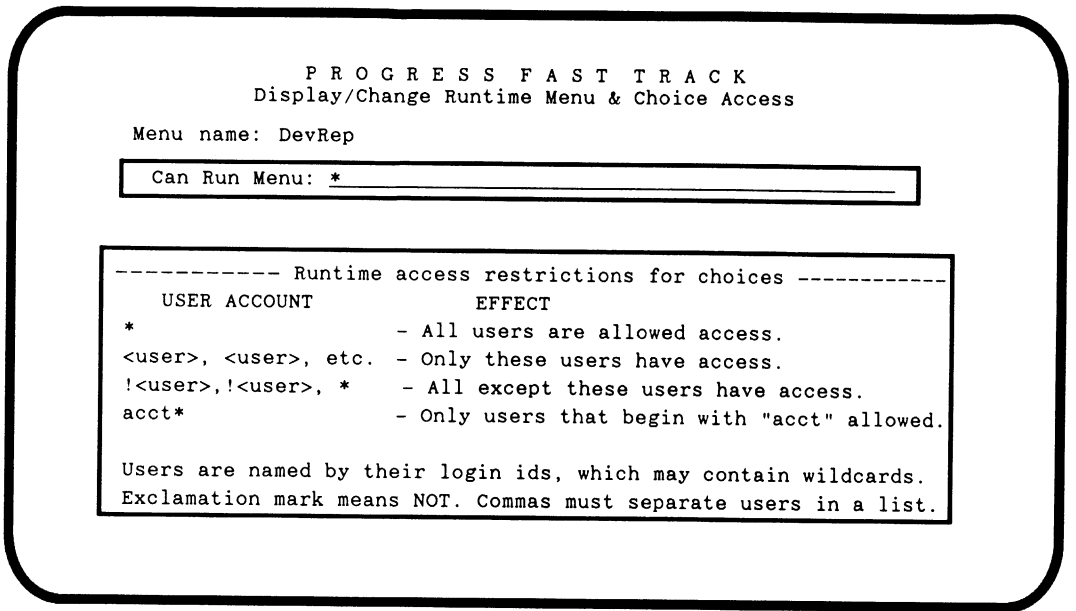 P R O G R E S S  F A S T  T R A C K
Display/Change Runtime Menu & Choice Access
Menu name: DevRep
Can Run Menu: *
----------- Runtime access restrictions for choices ------------
USER ACCOUNT EFFECT
* - All users are allowed access.
<user>, <user>, etc. - Only these users have access.
!<user>,!<user>, * - All except these users have access.
acct* - Only users that begin with "acct" allowed.
Users are named by their login ids, which may contain wildcards.
Exclamation mark means NOT. Commas must separate users in a list.